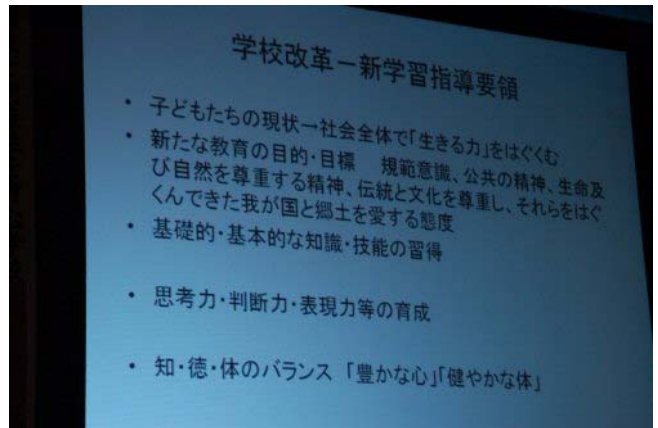 学校改革－新学習指導要領
• 子どもたちの現状→社会全体で「生きる力」をはぐくむ
• 新たな教育の目的・目標　規範意識、公共の精神、生命及
び自然を尊重する精神、伝統と文化を尊重し、それらをはぐ
くんできた我が国と郷土を愛する態度
• 基礎的・基本的な知識・技能の習得
• 思考力・判断力・表現力等の育成
• 知・徳・体のバランス「豊かな心」「健やかな体」